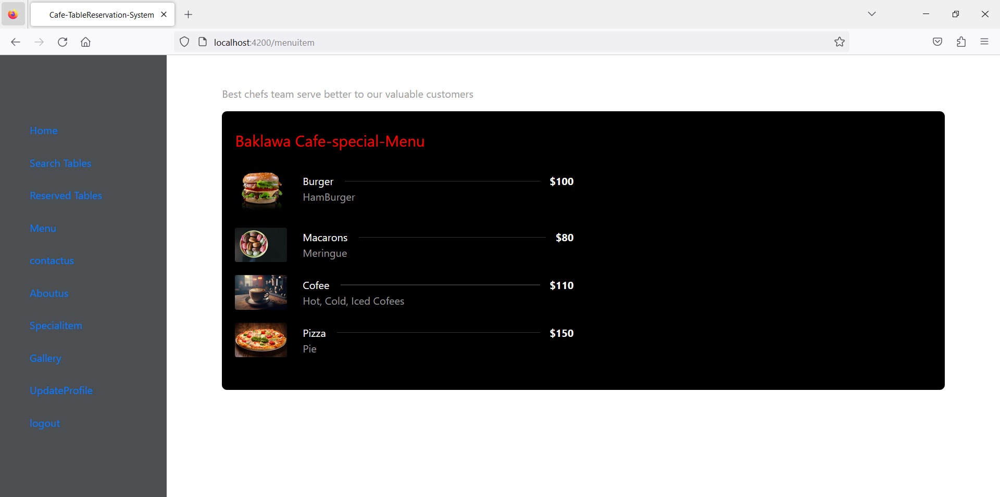 Cafe-TableReservation-System
localhost:4200/menuitem
Home
Search Tables
Reserved Tables
Menu
contactus
Aboutus
Specialitem
Gallery
UpdateProfile
logout
Best chefs team serve better to our valuable customers
Baklawa Cafe-special-Menu
Burger $100
HamBurger
Macarons $80
Meringue
Cofee $110
Hot, Cold, Iced Cofees
Pizza $150
Pie